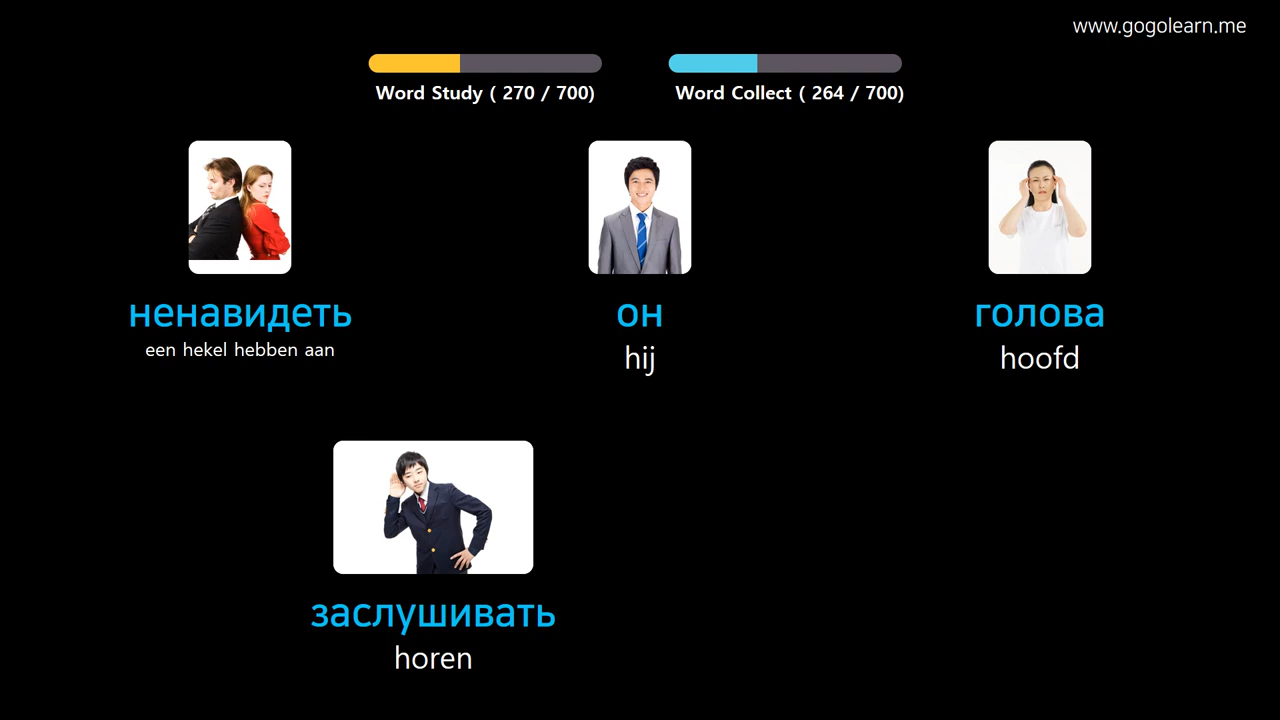 www.gogolearn.me
Word Study ( 270 / 700)
Word Collect ( 264 / 700)
ненавидеть
een hekel hebben aan
он
hij
голова
hoofd
заслушивать
horen